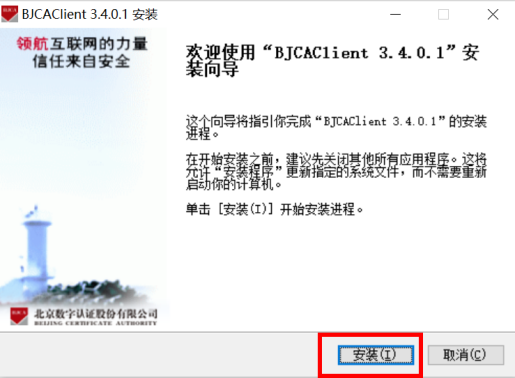 BJCAClient 3.4.0.1 安装
领航互联网的力量
信任来自安全
欢迎使用“BJCAClient 3.4.0.1”安
装向导
这个向导将指引你完成“BJCAClient 3.4.0.1”的安装
进程。
在开始安装之前，建议先关闭其他所有应用程序。这将
允许“安装程序”更新指定的系统文件，而不需要重新
启动你的计算机。
单击 [安装(I)] 开始安装进程。
北京数字认证股份有限公司
BEIJING CERTIFICATE AUTHORITY
安装(I)
取消(C)